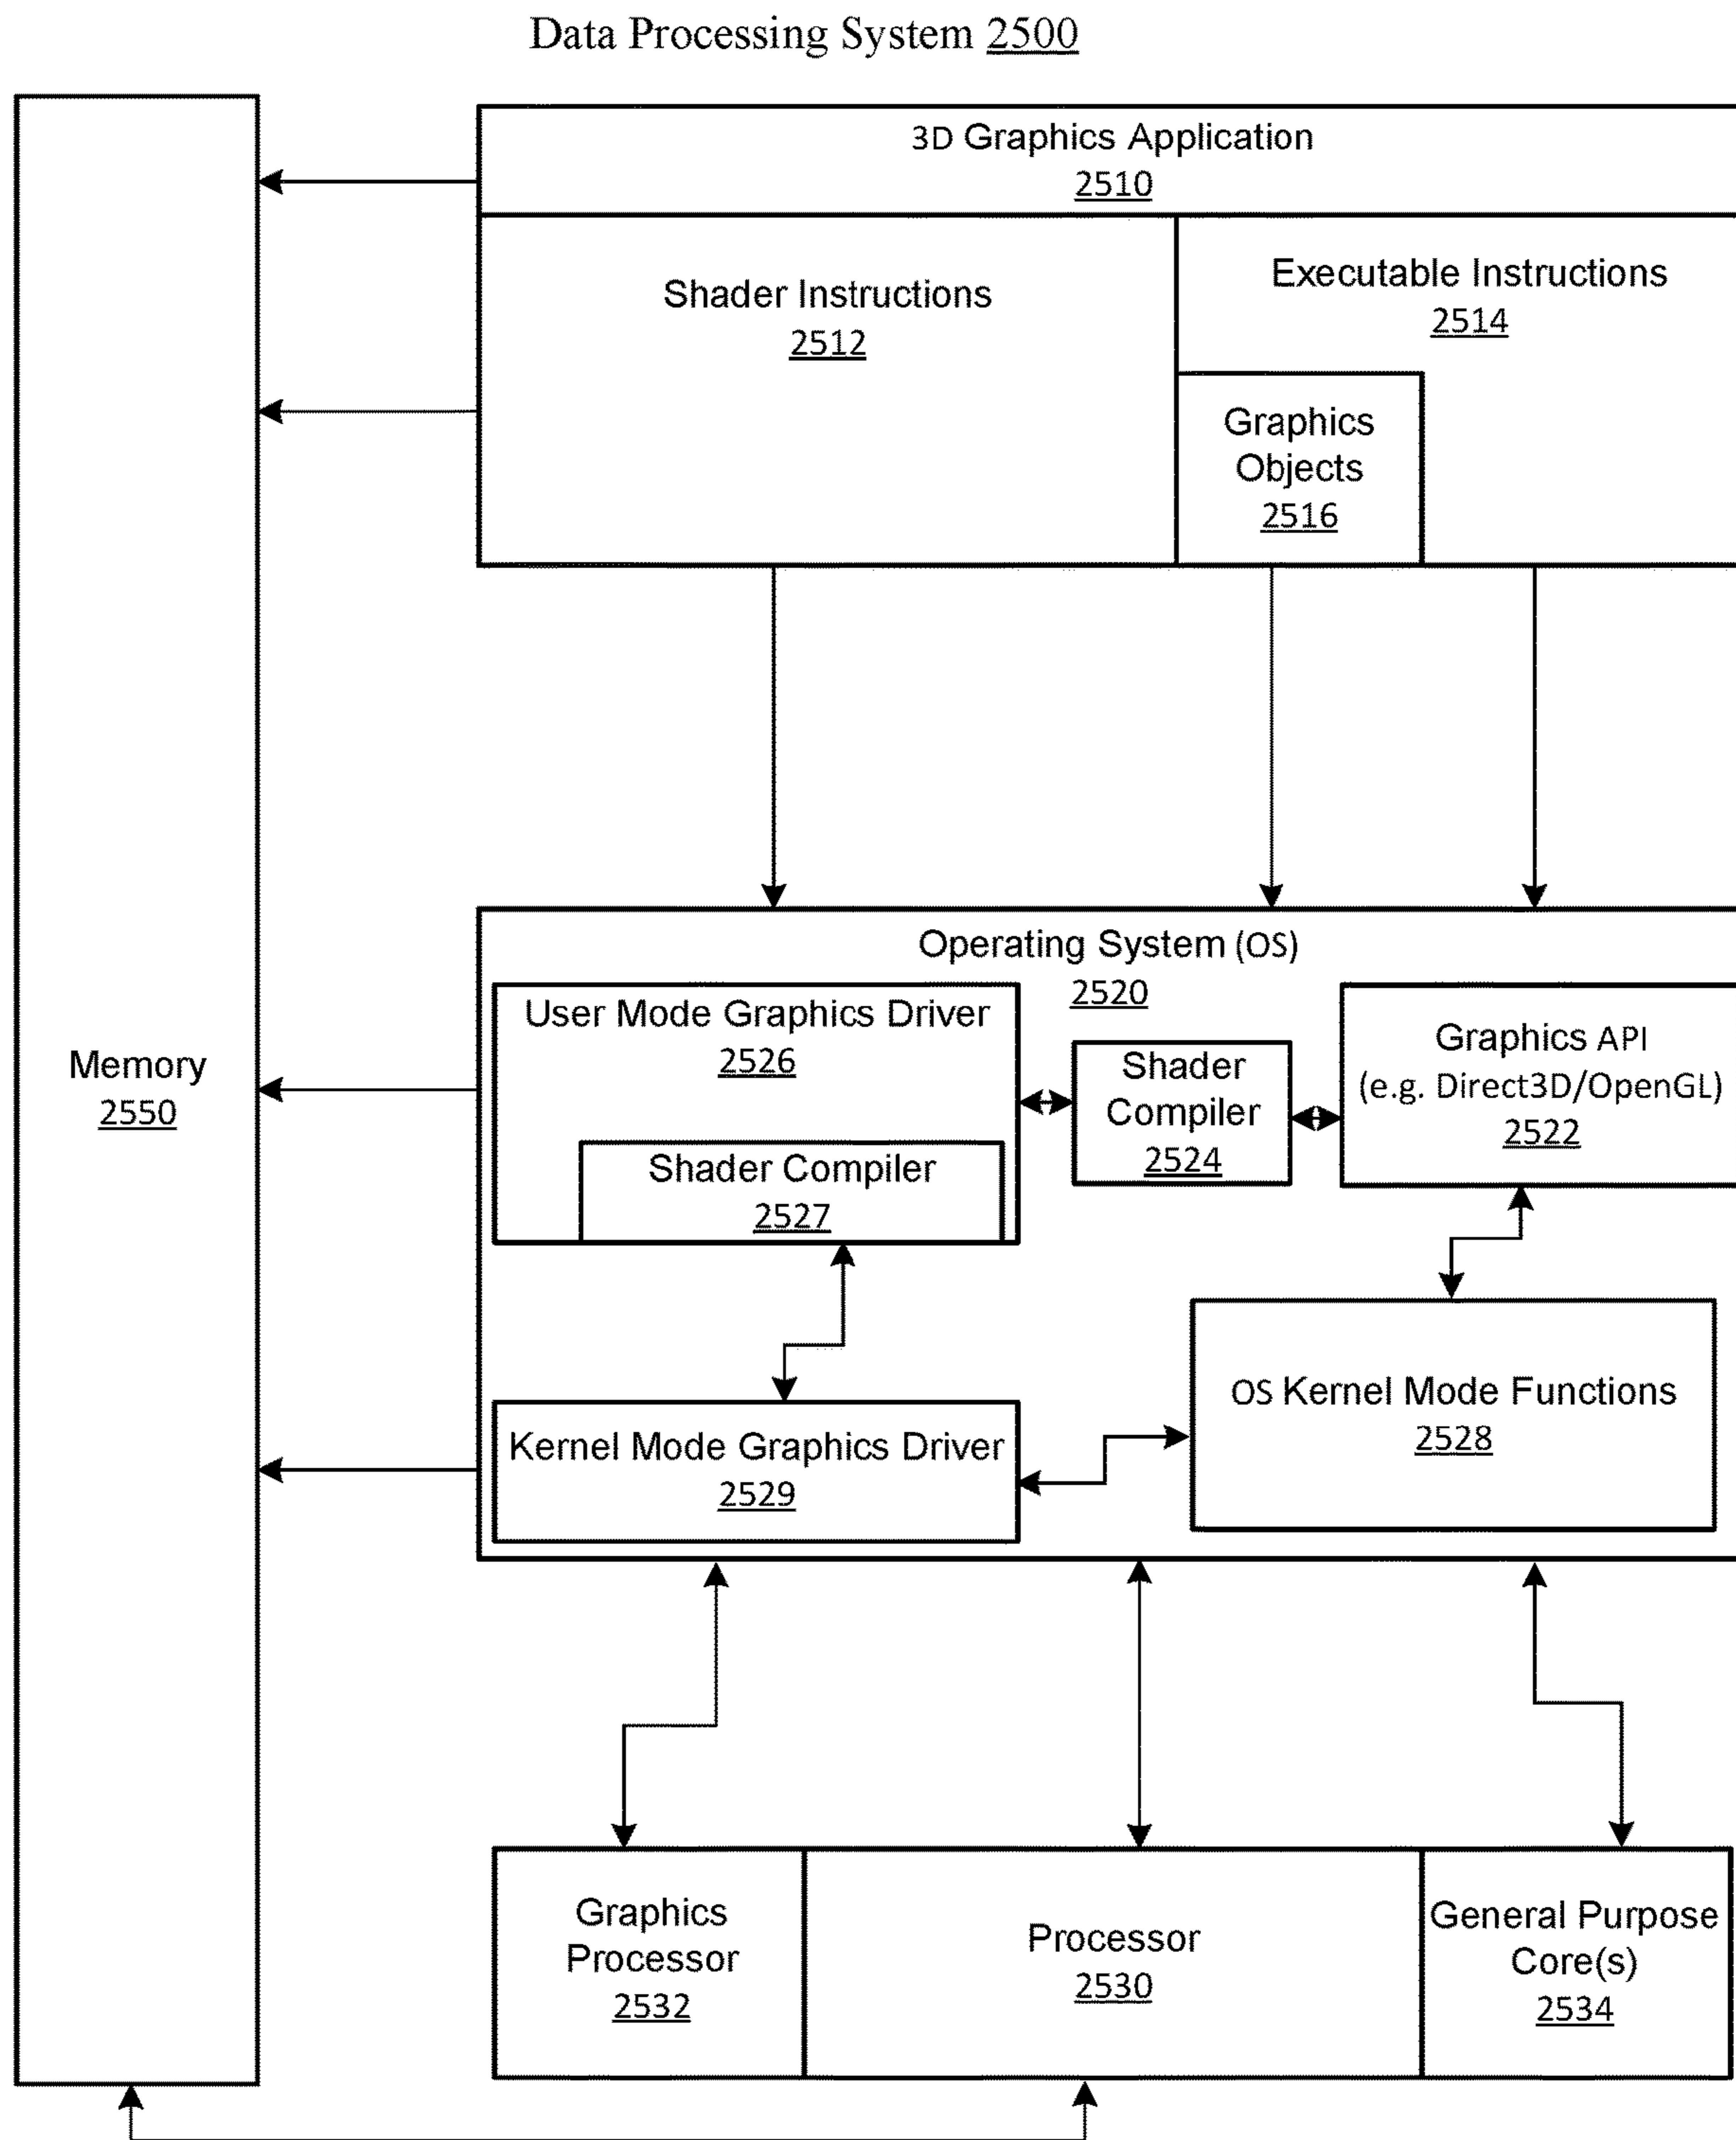 Data Processing System 2500
3D Graphics Application
2510
Shader Instructions
2512
Executable Instructions
2514
Graphics
Objects
2516
Memory
2550
Operating System (OS)
2520
User Mode Graphics Driver
2526
Shader Compiler
2527
Shader
Compiler
2524
Graphics API
(e.g. Direct3D/OpenGL)
2522
Kernel Mode Graphics Driver
2529
OS Kernel Mode Functions
2528
Graphics
Processor
2532
Processor
2530
General Purpose
Core(s)
2534